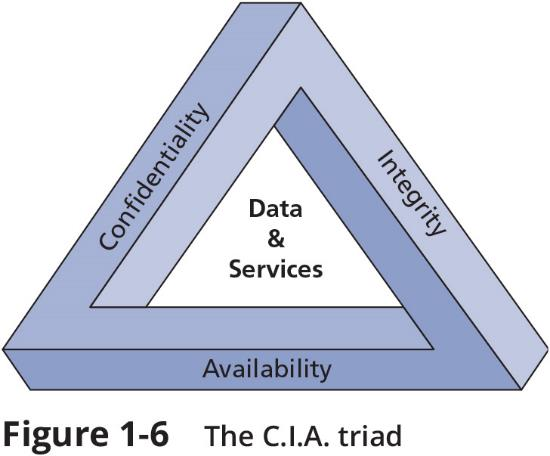 Confidentiality
Integrity
Data
&
Services
Availability
Figure 1-6 The C.I.A. triad